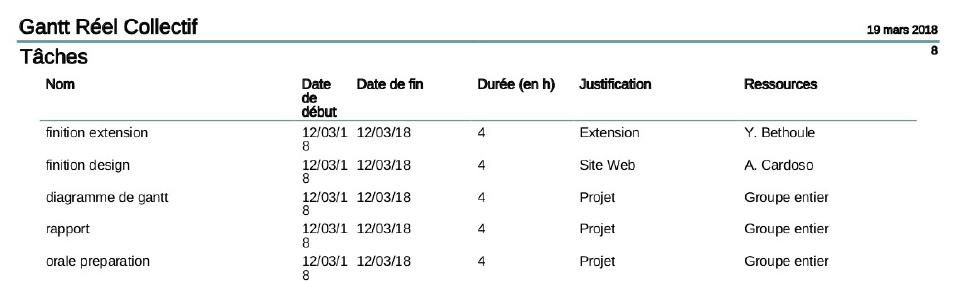 Gantt Réel Collectif
19 mars 2018
Tâches
8
Nom Date de début Date de fin Durée (en h) Justification Ressources
finition extension 12/03/18 12/03/18 4 Extension Y. Bethoule
finition design 12/03/18 12/03/18 4 Site Web A. Cardoso
diagramme de gantt 12/03/18 12/03/18 4 Projet Groupe entier
rapport 12/03/18 12/03/18 4 Projet Groupe entier
orale preparation 12/03/18 12/03/18 4 Projet Groupe entier